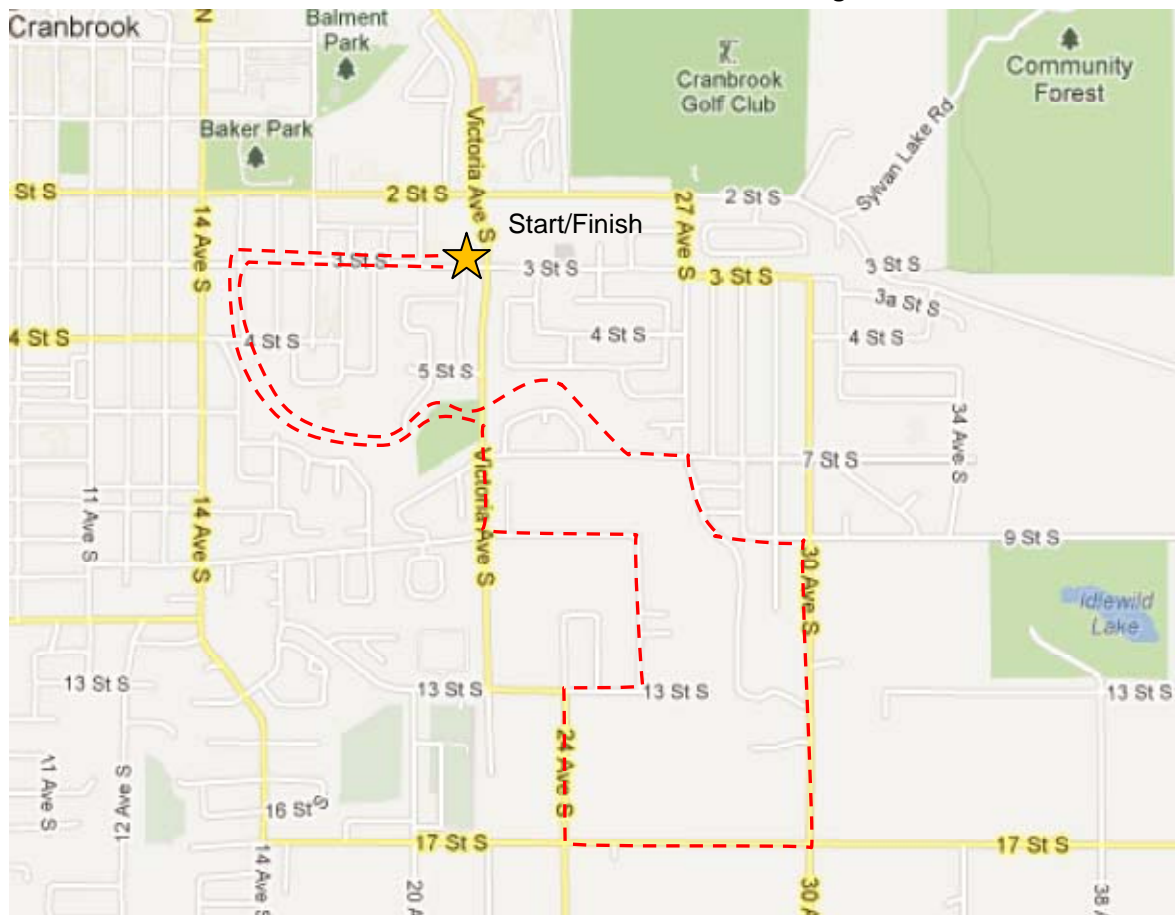 Cranbrook
N
Balment
Park
Cranbrook
Golf Club
Community
Forest
Baker Park
Victoria Ave S
Sylvan Lake Rd
St S
2 St S
2 St S
14 Ave S
27 Ave S
Start/Finish
3 St S
3 St S
3 St S
3 St S
3a St S
4 St S
4 St S
4 St S
4 St S
5 St S
34 Ave S
7 St S
11 Ave S
14 Ave S
Victoria Ave S
9 St S
30 Ave S
Idlewild
Lake
13 St S
13 St S
13 St S
13 St S
24 Ave S
11 Ave S
12 Ave S
16 St S
17 St S
17 St S
14 Ave S
20 A
30 A
38 A